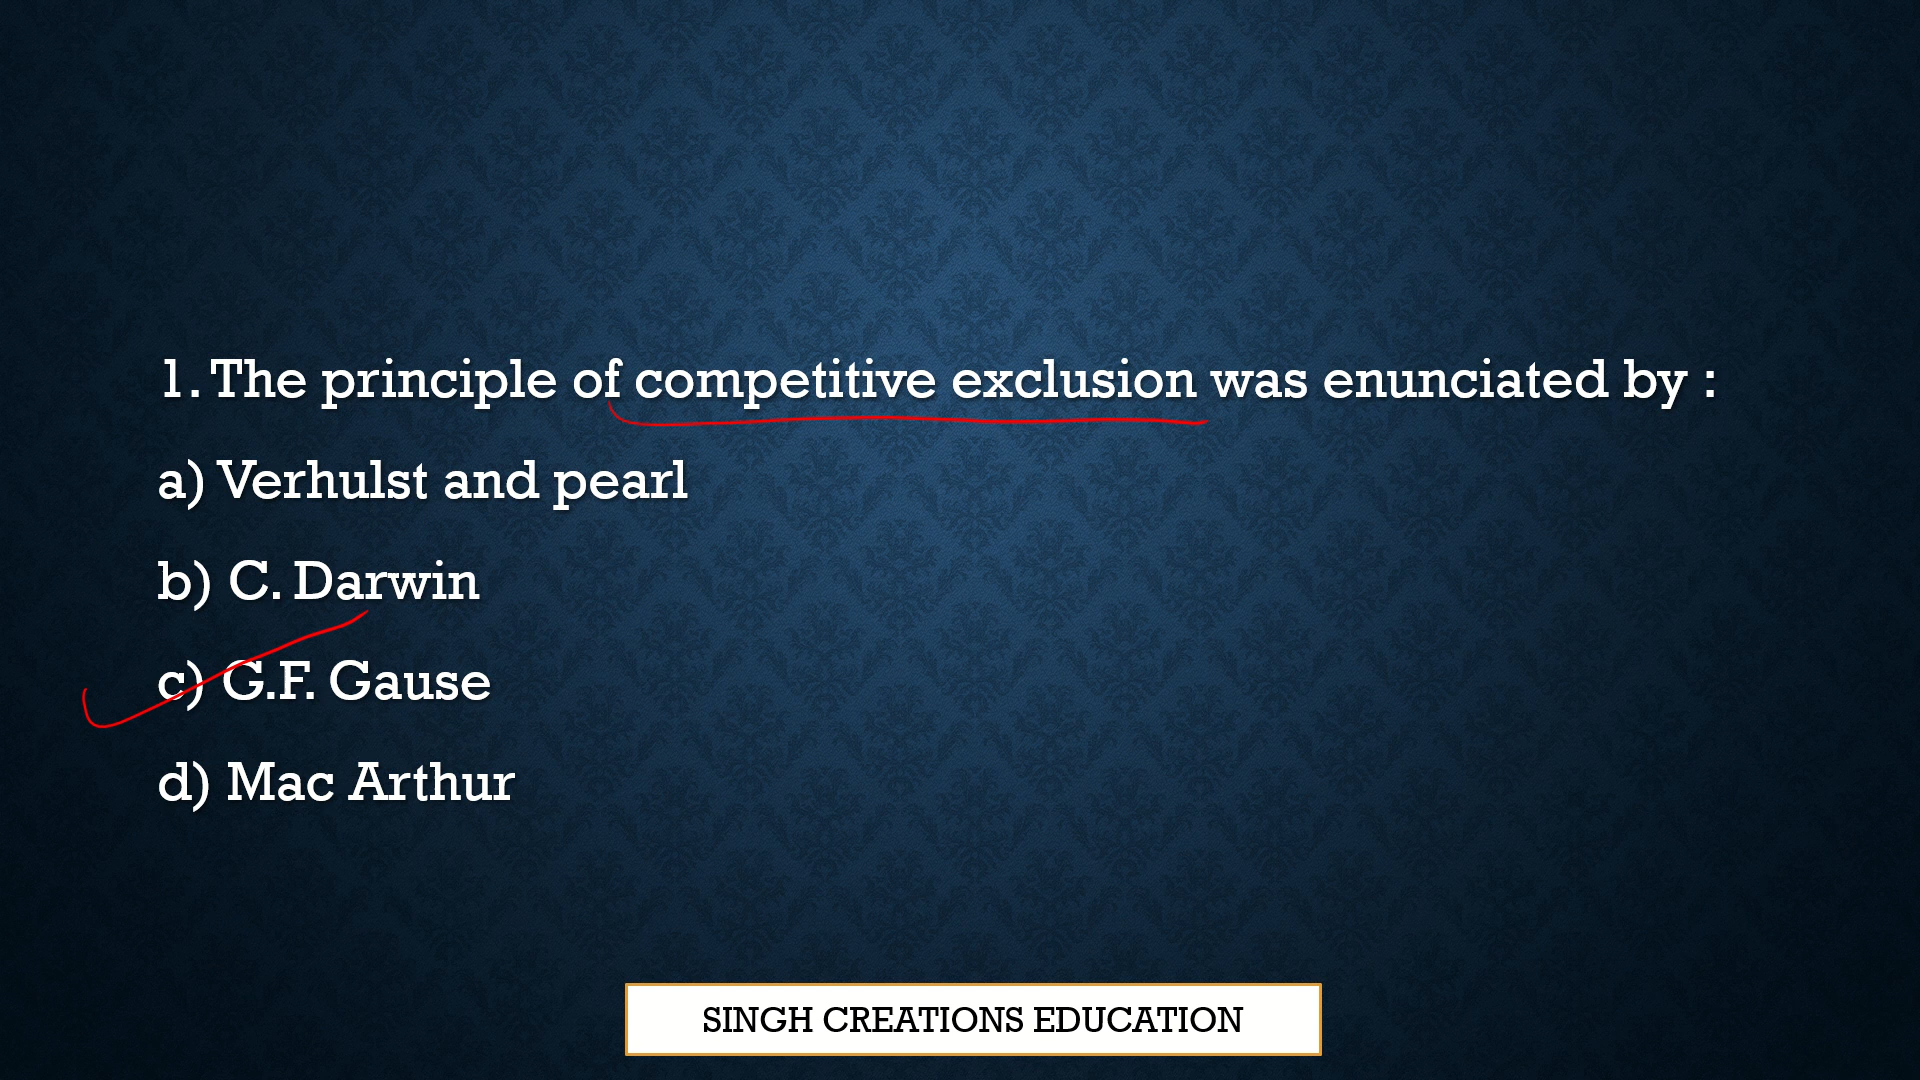 1. The principle of competitive exclusion was enunciated by :
a) Verhulst and pearl
b) C. Darwin
c) G.F. Gause
d) Mac Arthur
SINGH CREATIONS EDUCATION